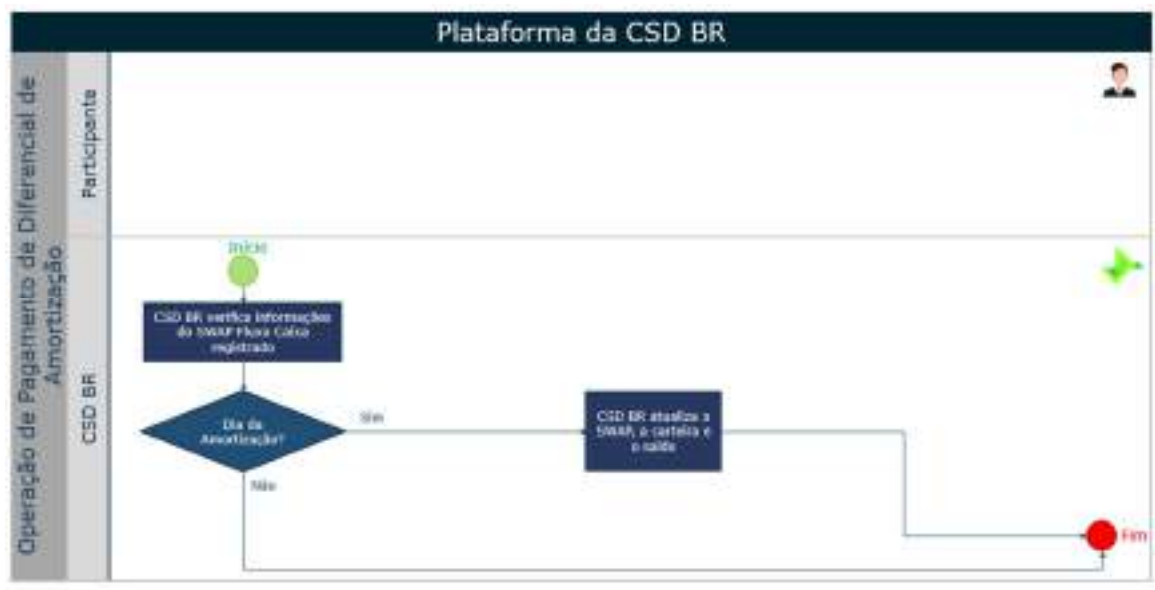 Plataforma da CSD BR
Operação de Pagamento de Diferencial de
Amortização
Participante
CSD BR
Início
CSD BR verifica informações
do SWAP Fluxo Caixa
registrado
Dia da
Amortização?
Sim
Não
CSD BR atualiza o
SWAP, a carteira e
o saldo
Fim